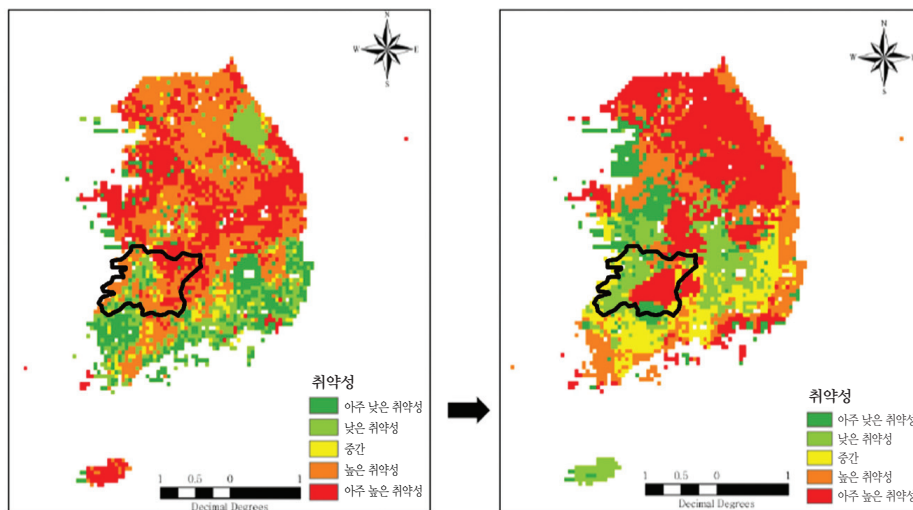 N
W E
S
취약성
아주 낮은 취약성
낮은 취약성
중간
높은 취약성
아주 높은 취약성
1 0.5 0 1
Decimal Degrees
N
W E
S
취약성
아주 낮은 취약성
낮은 취약성
중간
높은 취약성
아주 높은 취약성
1 0.5 0 1
Decimal Degrees